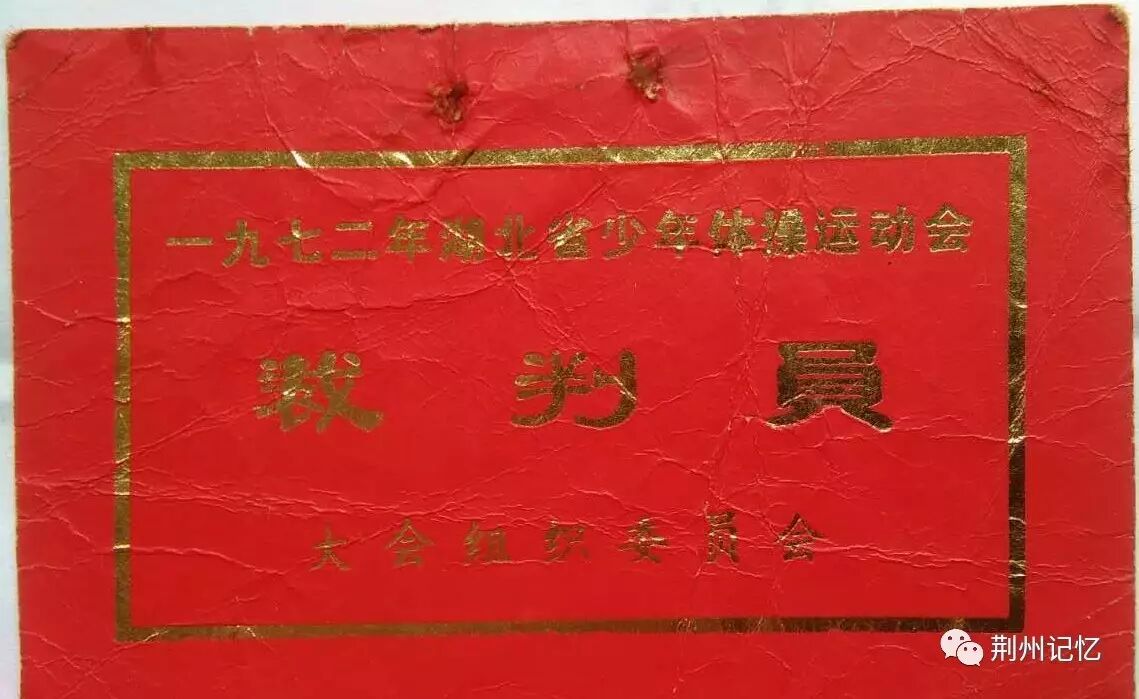 一九七二年湖北省少年体操运动会
裁判员
大会组织委员会
荆州记忆